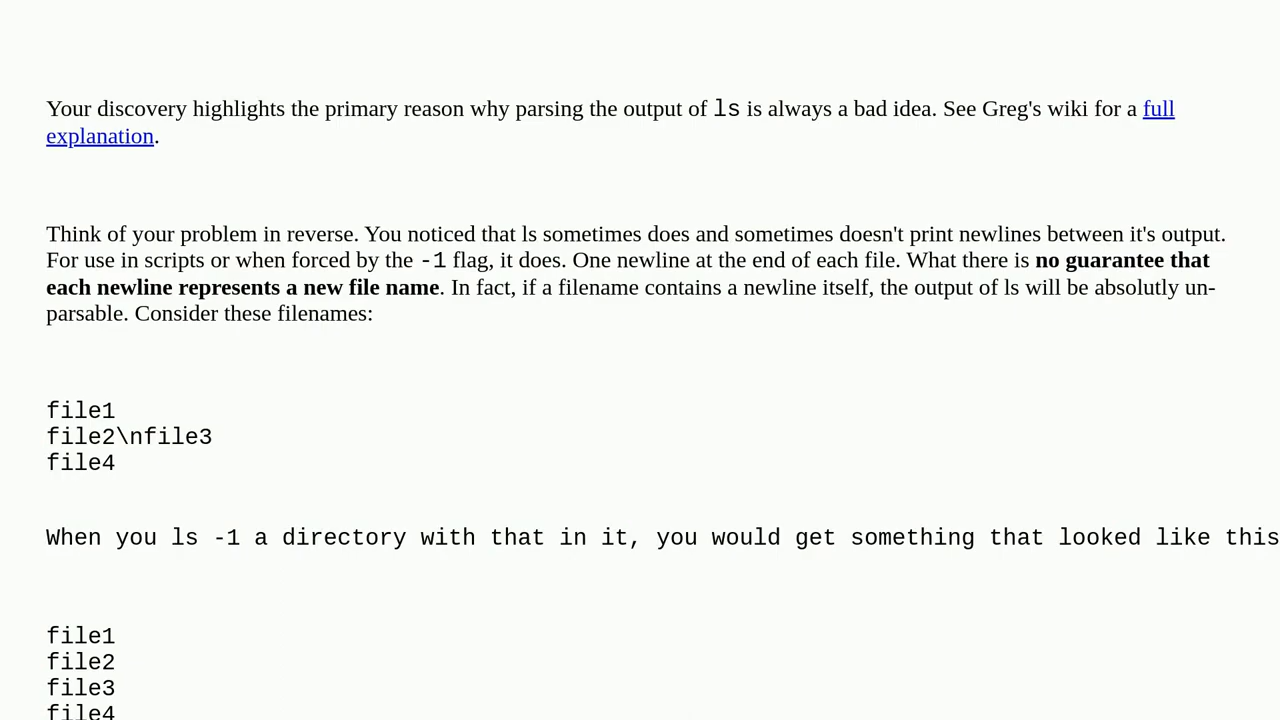 Your discovery highlights the primary reason why parsing the output of ls is always a bad idea. See Greg's wiki for a full
explanation.
Think of your problem in reverse. You noticed that ls sometimes does and sometimes doesn't print newlines between it's output.
For use in scripts or when forced by the -1 flag, it does. One newline at the end of each file. What there is no guarantee that
each newline represents a new file name. In fact, if a filename contains a newline itself, the output of ls will be absolutly un-
parsable. Consider these filenames:
file1
file2\nfile3
file4
When you ls -1 a directory with that in it, you would get something that looked like this
file1
file2
file3
file4